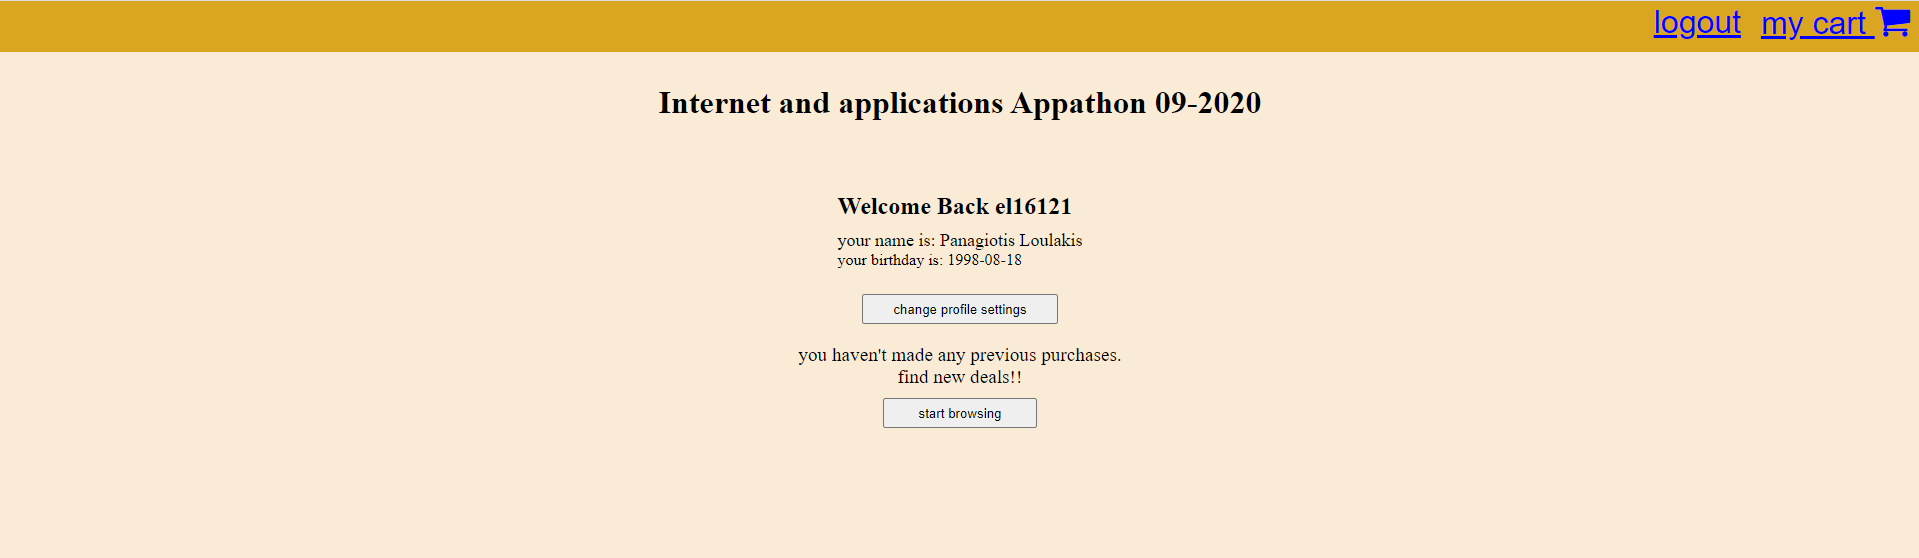 logout my cart
Internet and applications Appathon 09-2020
Welcome Back el16121
your name is: Panagiotis Loulakis
your birthday is: 1998-08-18
change profile settings
you haven't made any previous purchases.
find new deals!!
start browsing